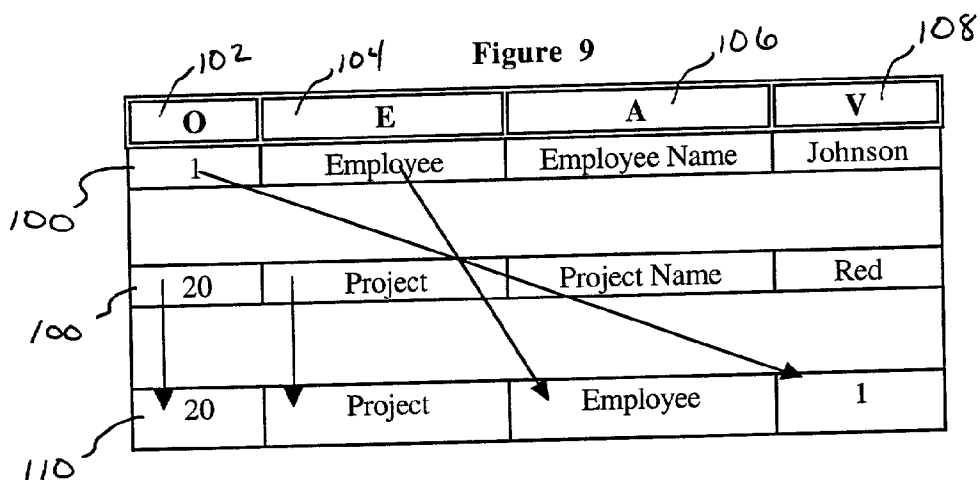 Figure 9
102 104 106 108
O E A V
1 Employee Employee Name Johnson
100
20 Project Project Name Red
100
20 Project Employee 1
110